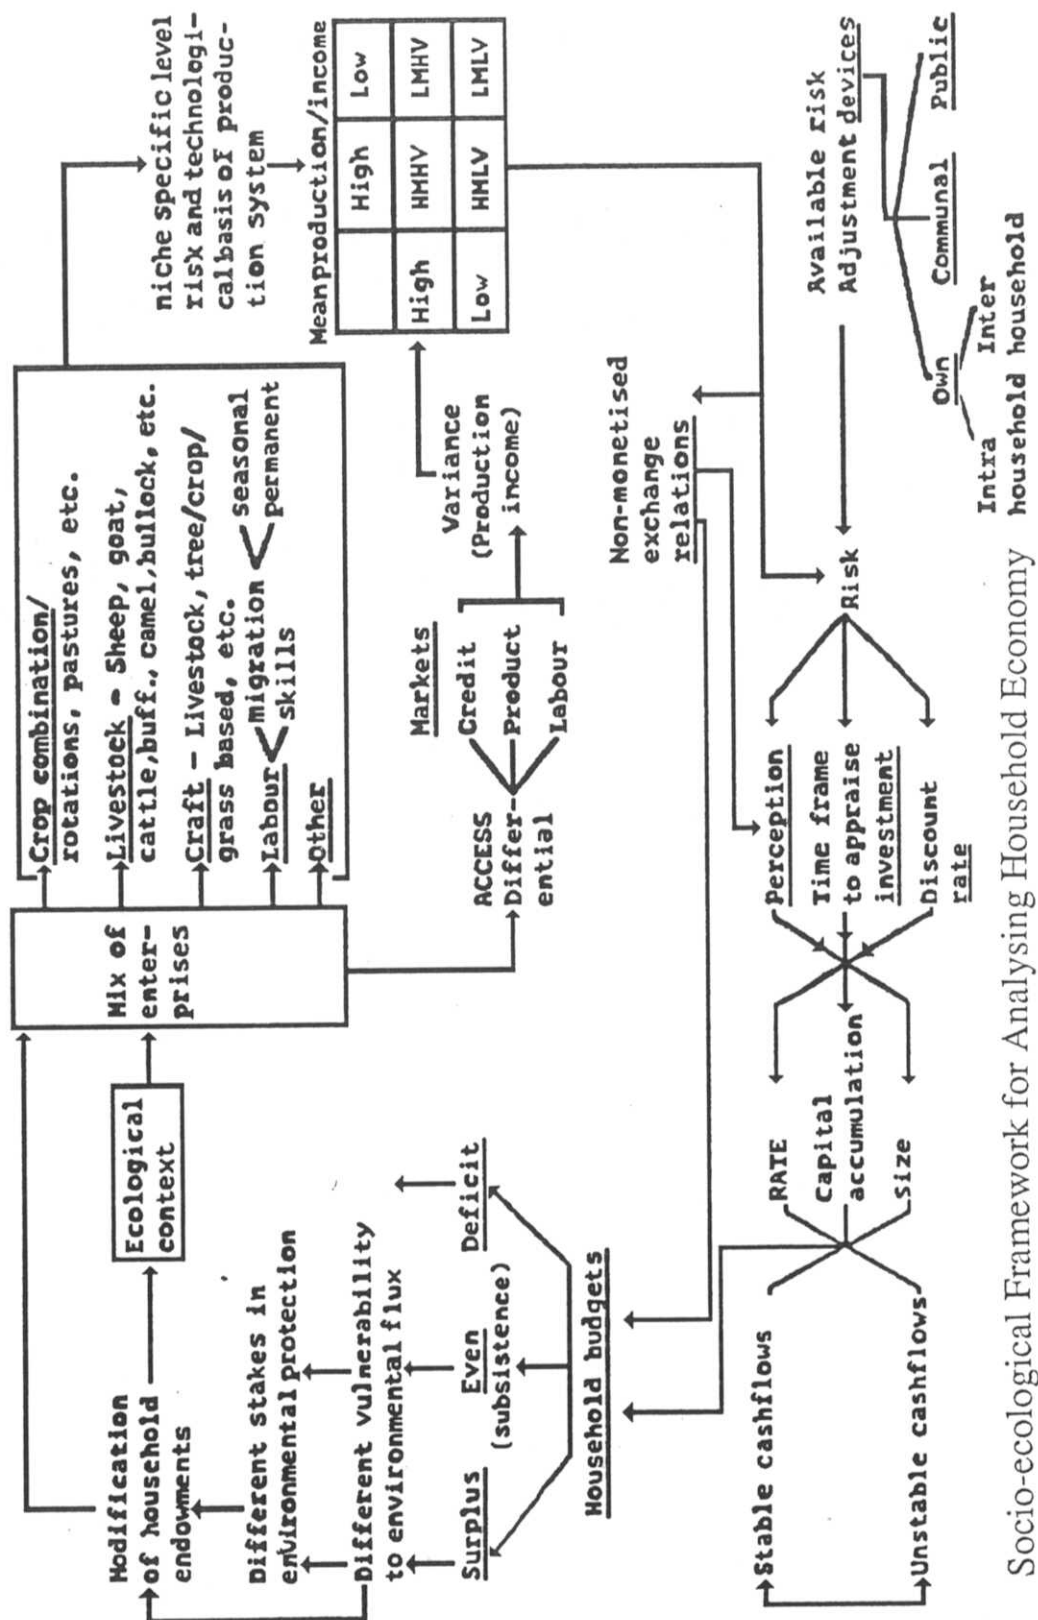 Modification
of household
endowments
Ecological
context
Mix of
enter-
prises
Crop combination/
rotations, pastures, etc.
Livestock - Sheep, goat,
cattle,buff.,camel,bullock,etc.
Craft - Livestock, tree/crop/
grass based, etc.
Labour
migration
seasonal
permanent
skills
Other
niche specific level
risk and technologi-
calbasis of produc-
tion system
Meanproduction/income
High Low
High HMHV LMHV
Low HMLV LMLV
Different stakes in
environmental protection
Different vulnerability
to environmental flux
Surplus
Even
(subsistence)
Deficit
Household budgets
ACCESS
Differ-
ential
Markets
Credit
Product
Labour
Variance
(Production
income)
Non-monetised
exchange
relations
Stable cashflows
Unstable cashflows
RATE
Capital
accumulation
Size
Perception
Time frame
to appraise
investment
Discount
rate
Risk
Available risk
Adjustment devices
Own
Communal
Public
Intra
household
Inter
household
Socio-ecological Framework for Analysing Household Economy